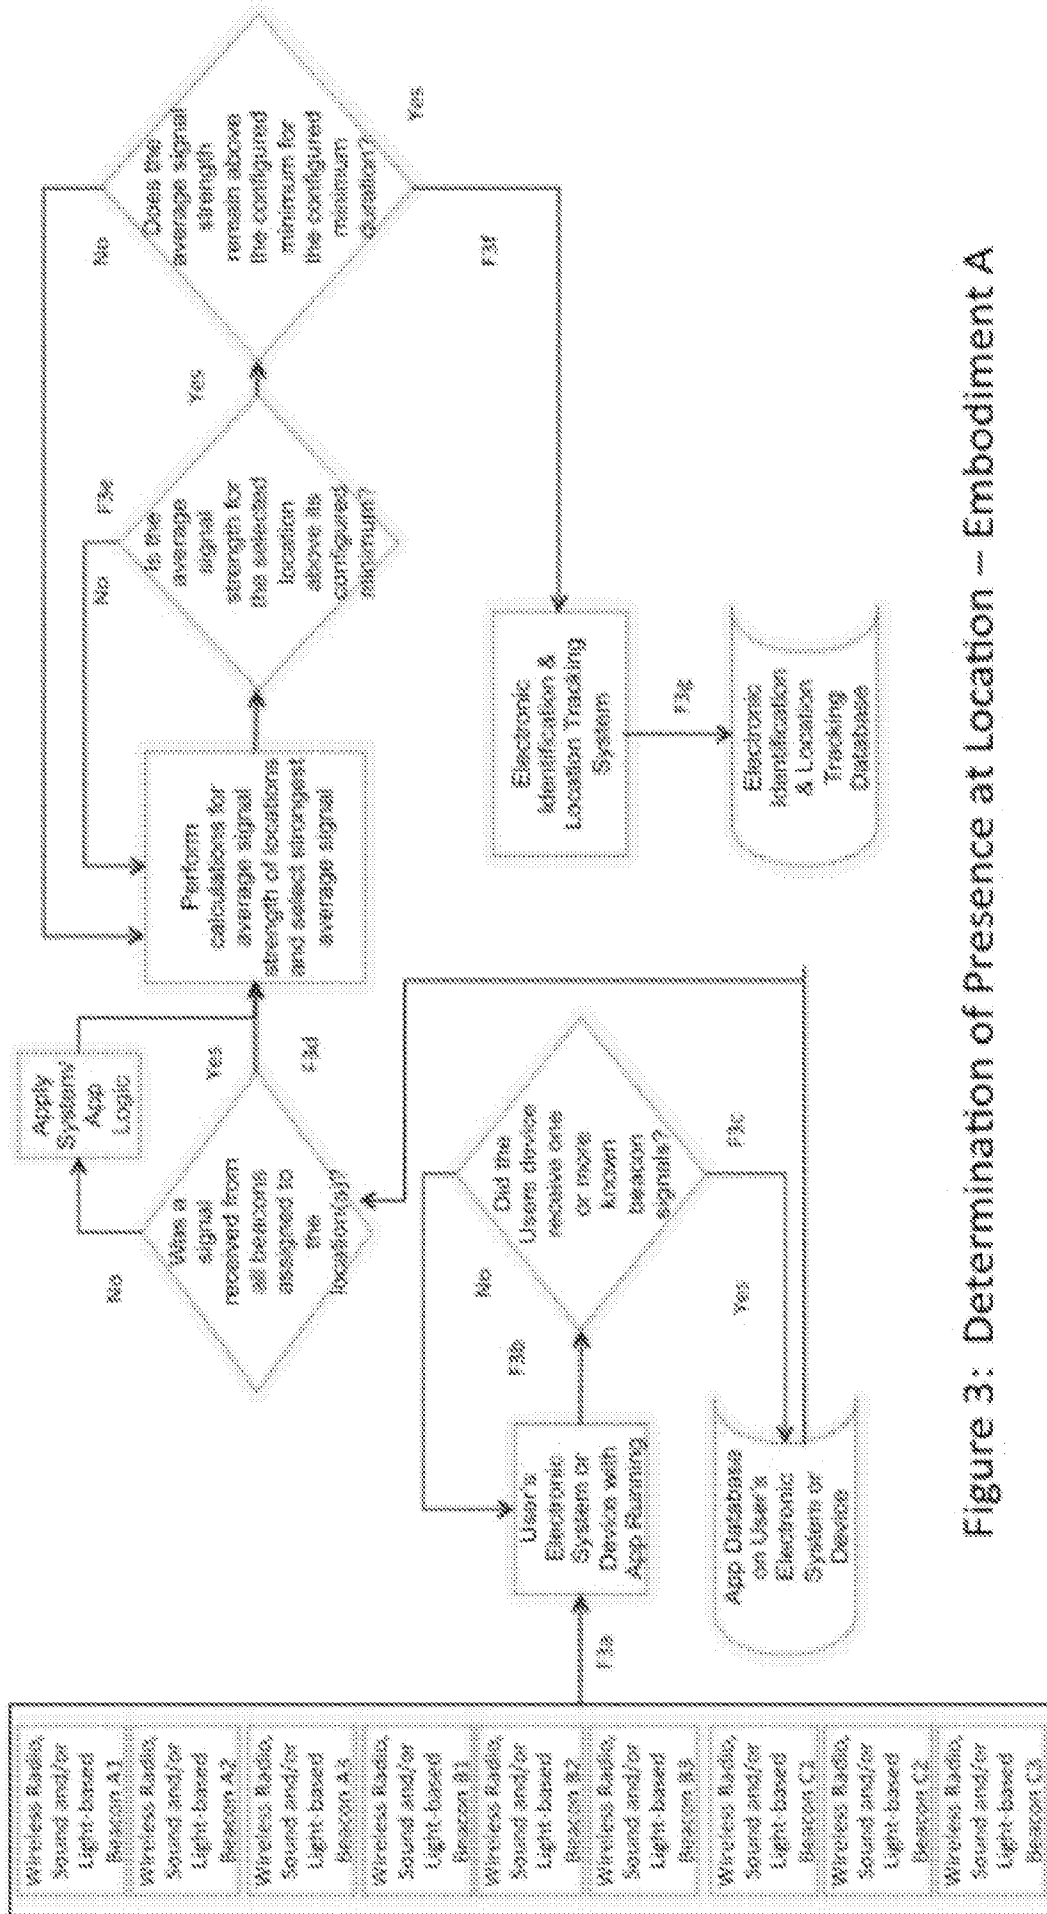 Wireless Radio,
Sound and/or
Light-based
Beacon A1
Wireless Radio,
Sound and/or
Light-based
Beacon A2
Wireless Radio,
Sound and/or
Light-based
Beacon A3
Wireless Radio,
Sound and/or
Light-based
Beacon B1
Wireless Radio,
Sound and/or
Light-based
Beacon B2
Wireless Radio,
Sound and/or
Light-based
Beacon B3
Wireless Radio,
Sound and/or
Light-based
Beacon C1
Wireless Radio,
Sound and/or
Light-based
Beacon C2
Wireless Radio,
Sound and/or
Light-based
Beacon C3
F3a
User's
Electronic
System or
Device with
App Running
F3b
No
Did the
Users device
receive one
or more
known
beacon
signals?
F3c
Yes
App Database
on User's
Electronic
System or
Device
Was a
signal
received from
all beacons
assigned to
the
location(s)?
No
Apply
System/
App
Logic
Yes
F3d
Perform
calculations for
average signal
strength of locations
and select strongest
average signal
Is the
average
signal
strength for
the selected
location
above its
configured
minimum?
No
F3e
Yes
Does the
average signal
strength
remain above
the configured
minimum for
the configured
minimum
duration?
No
Yes
F3f
Electronic
Identification &
Location Tracking
System
F3g
Electronic
Identification
& Location
Tracking
Database
Figure 3: Determination of Presence at Location – Embodiment A